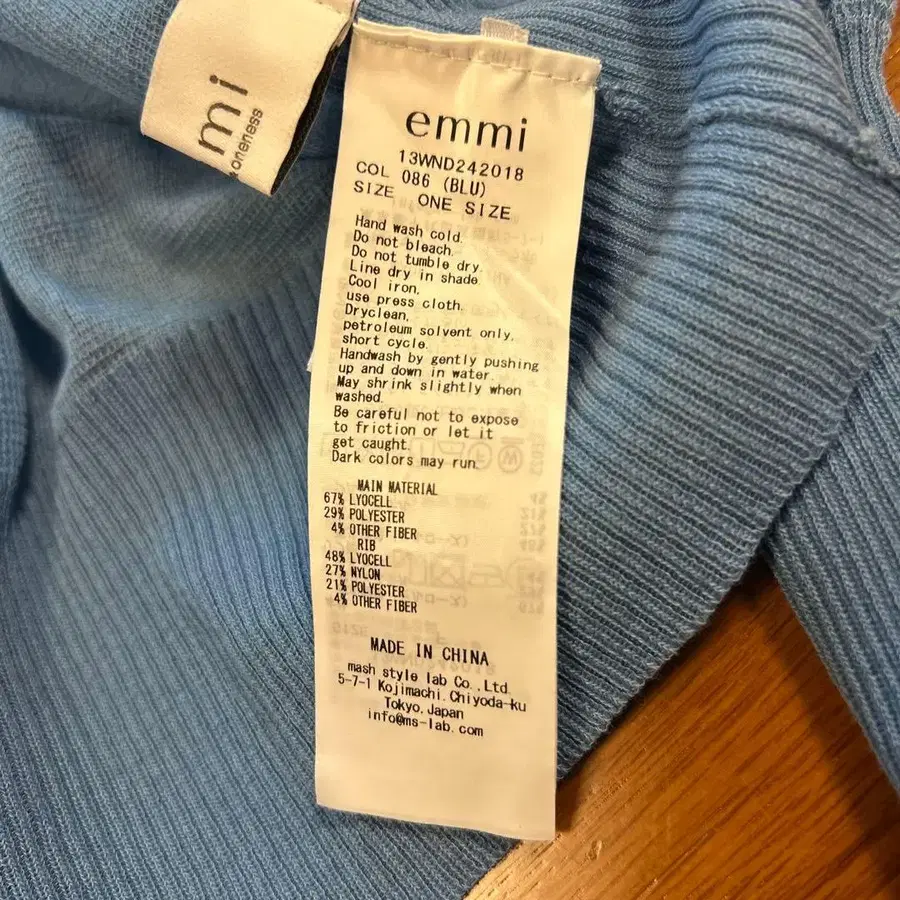 mi
& oneness
emmi
13WND242018
COL 086 (BLU)
SIZE ONE SIZE
Hand wash cold.
Do not bleach.
Do not tumble dry.
Line dry in shade.
Cool iron,
use press cloth.
Dryclean,
petroleum solvent only,
short cycle.
Handwash by gently pushing
up and down in water.
May shrink slightly when
washed.
Be careful not to expose
to friction or let it
get caught.
Dark colors may run.
MAIN MATERIAL
67% LYOCELL
29% POLYESTER
4% OTHER FIBER
RIB
48% LYOCELL
27% NYLON
21% POLYESTER
4% OTHER FIBER
MADE IN CHINA
mash style lab Co.,Ltd.
5-7-1 Kojimachi,Chiyoda-ku
Tokyo,Japan
info@ms-lab.com